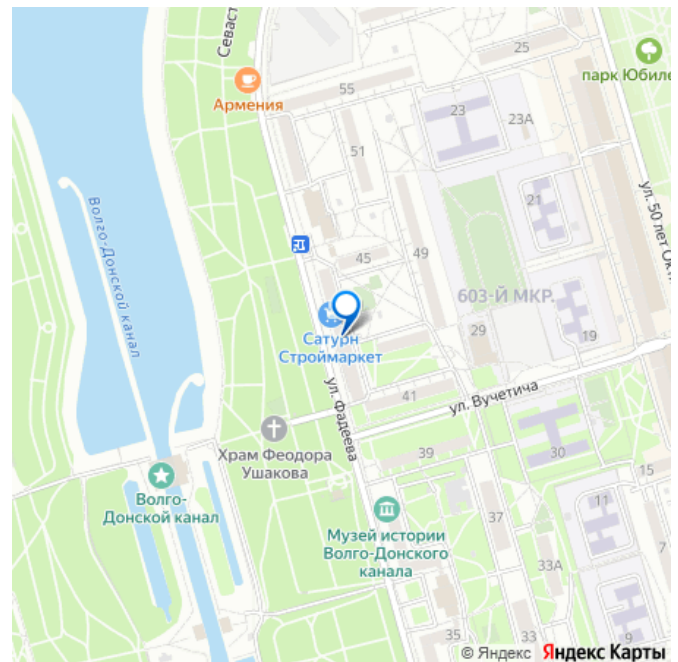 Севаст
Армения
55
25
парк Юбиле
23
23А
51
21
ул. 50 лет Окт
Волго-Донской канал
45
49
603-Й МКР.
Сатурн
Строймаркет
29
19
ул. Фадеева
41
ул. Вучетича
Храм Феодора
Ушакова
39
30
15
Волго-
Донской канал
11
37
Музей истории
Волго-Донского
канала
33А
7
35
33
9
© Яндекс Яндекс Карты